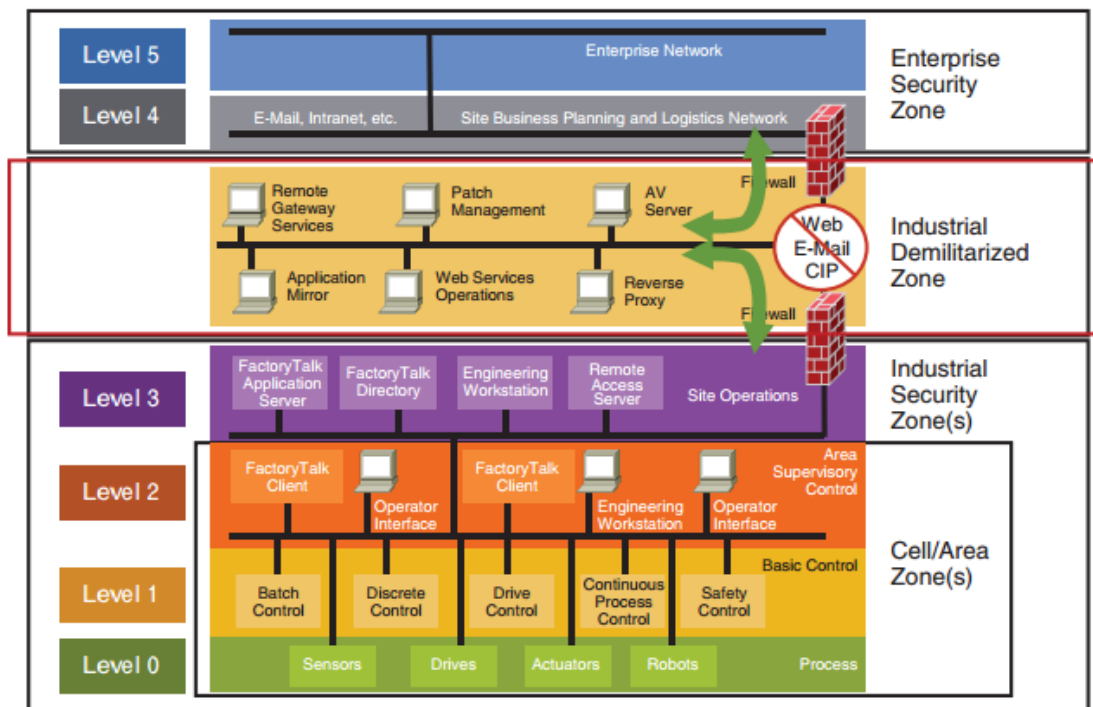 Level 5
Enterprise Network
Enterprise
Security
Zone
Level 4
E-Mail, Intranet, etc.
Site Business Planning and Logistics Network
Remote
Gateway
Services
Patch
Management
AV
Server
Firewall
Web
E-Mail
CIP
Application
Mirror
Web Services
Operations
Reverse
Proxy
Firewall
Industrial
Demilitarized
Zone
Level 3
FactoryTalk
Application
Server
FactoryTalk
Directory
Engineering
Workstation
Remote
Access
Server
Site Operations
Industrial
Security
Zone(s)
Level 2
FactoryTalk
Client
Operator
Interface
FactoryTalk
Client
Engineering
Workstation
Operator
Interface
Area
Supervisory
Control
Level 1
Batch
Control
Discrete
Control
Drive
Control
Continuous
Process
Control
Safety
Control
Basic Control
Cell/Area
Zone(s)
Level 0
Sensors
Drives
Actuators
Robots
Process